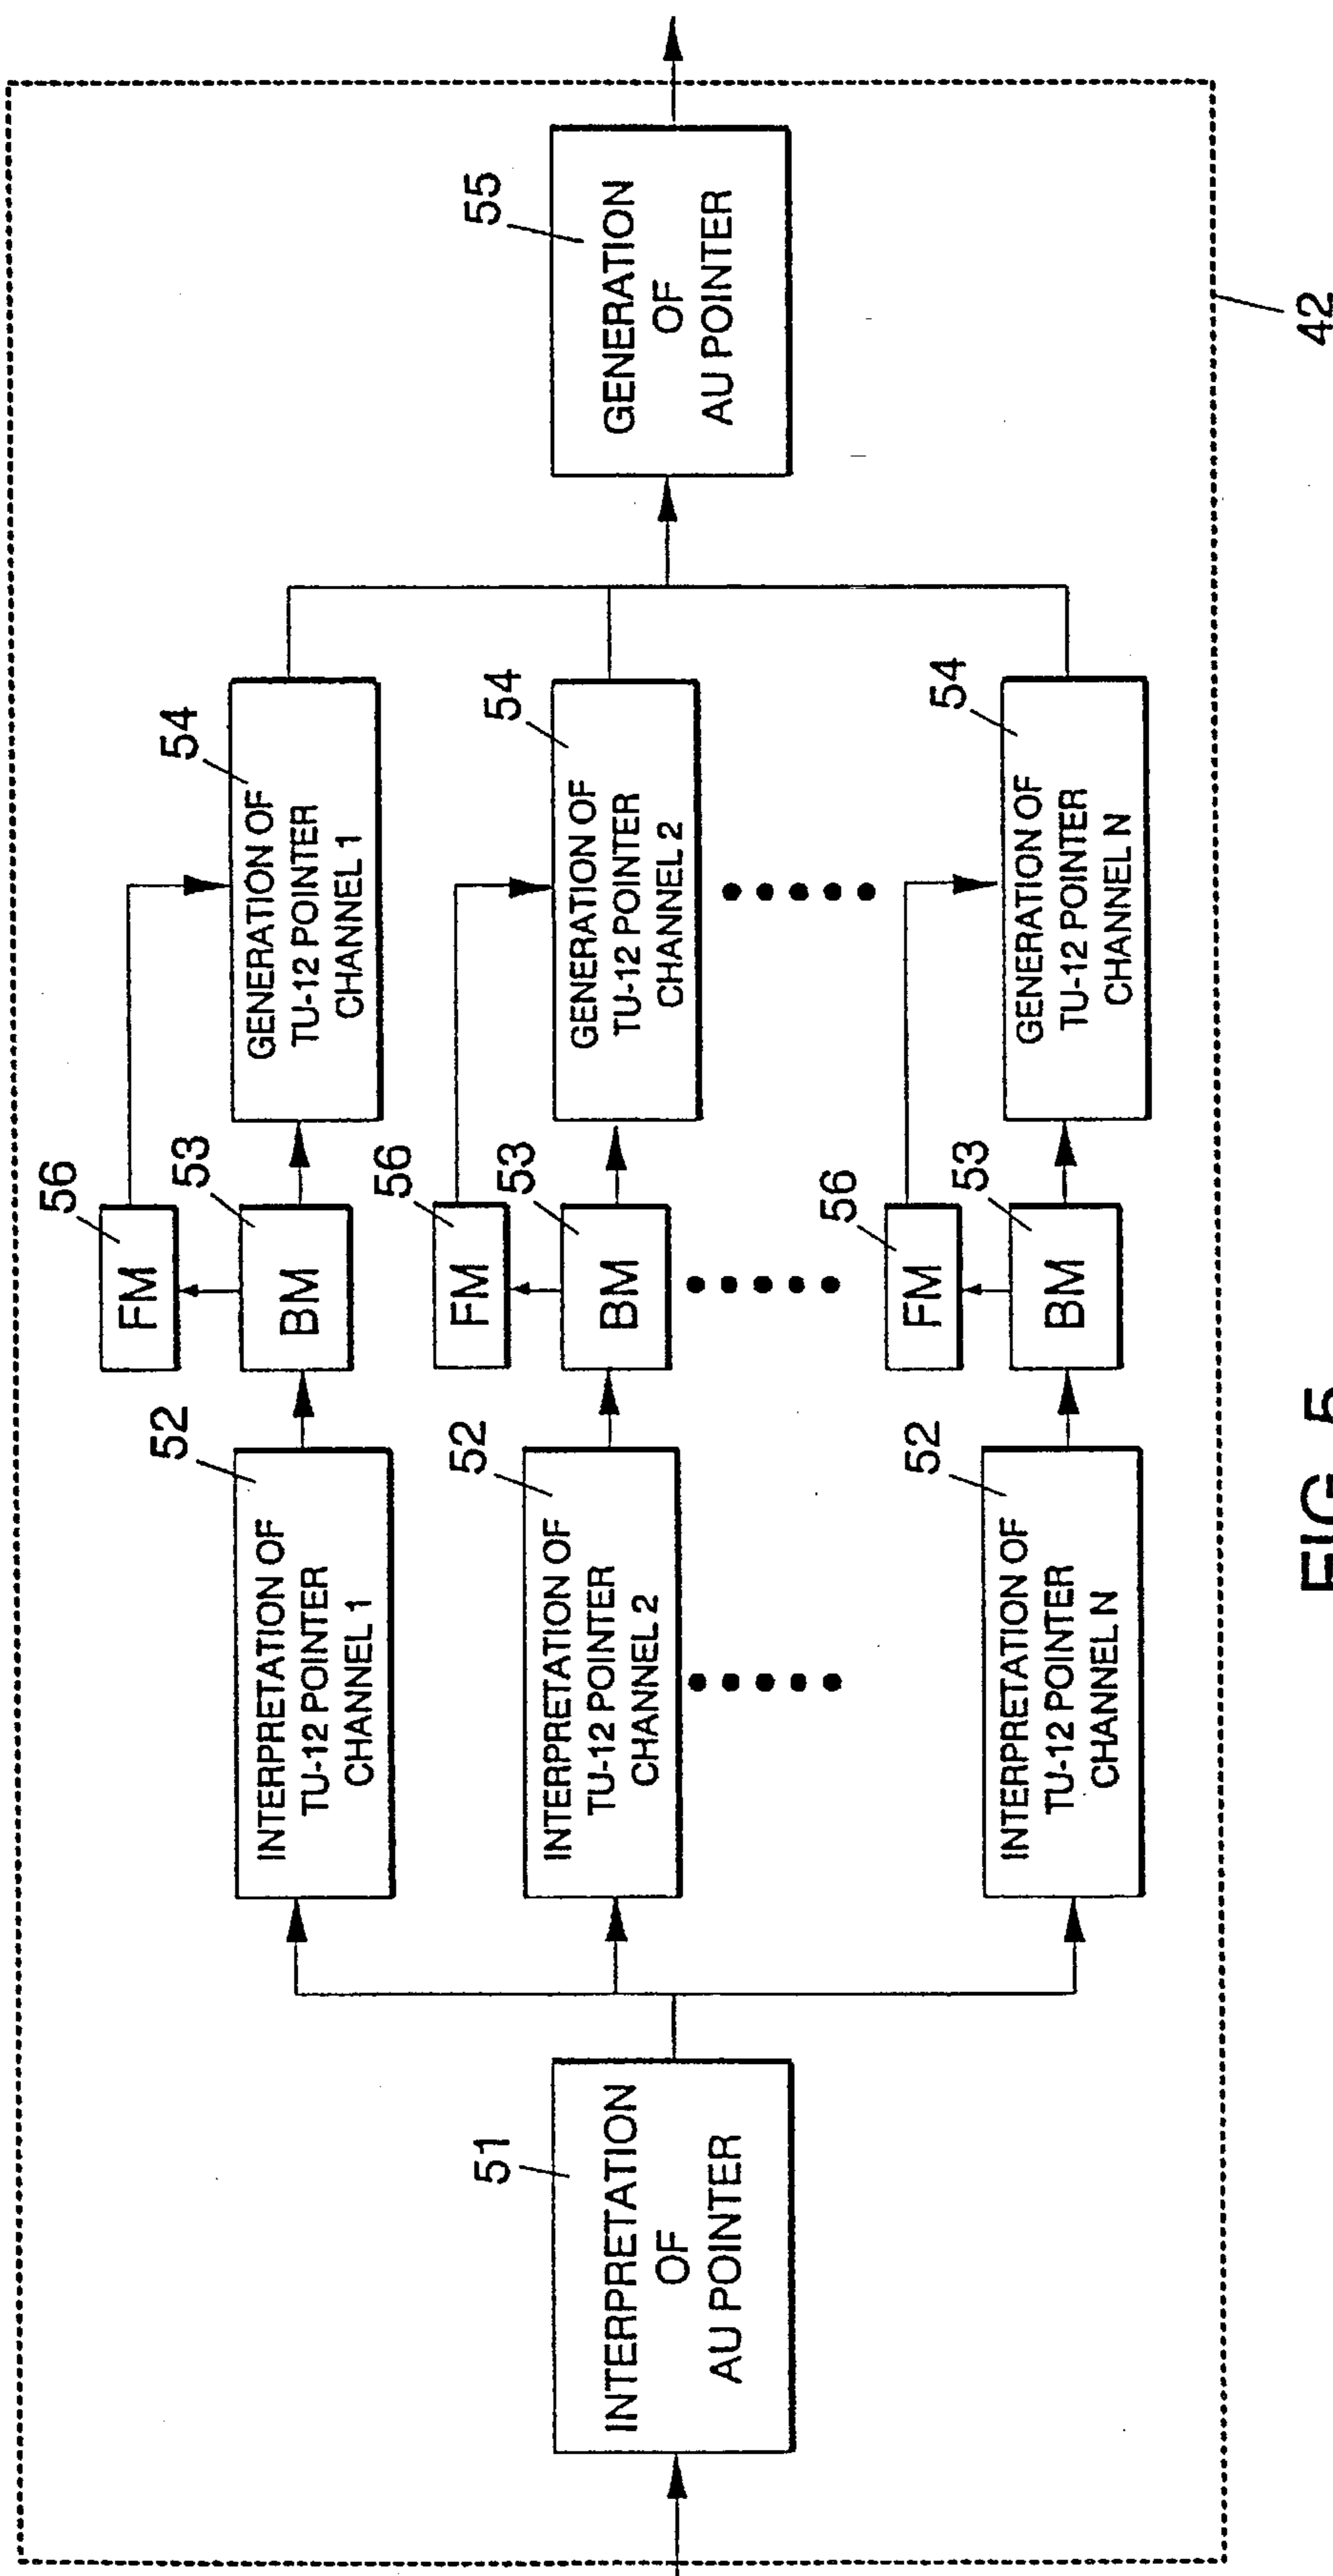 51
INTERPRETATION
OF
AU POINTER
52
INTERPRETATION OF
TU-12 POINTER
CHANNEL 1
56
FM
53
BM
54
GENERATION OF
TU-12 POINTER
CHANNEL 1
52
INTERPRETATION OF
TU-12 POINTER
CHANNEL 2
56
FM
53
BM
54
GENERATION OF
TU-12 POINTER
CHANNEL 2
52
INTERPRETATION OF
TU-12 POINTER
CHANNEL N
56
FM
53
BM
54
GENERATION OF
TU-12 POINTER
CHANNEL N
55
GENERATION
OF
AU POINTER
42
FIG. 5